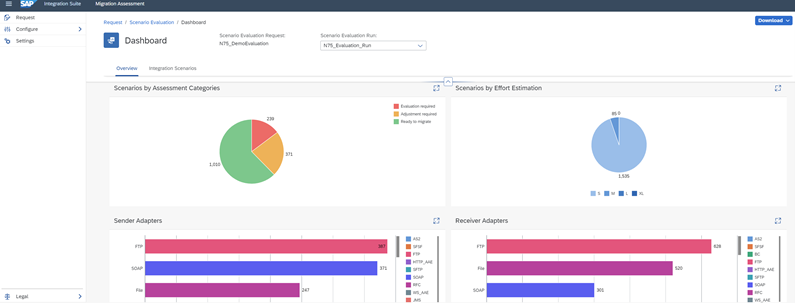 SAP Integration Suite Migration Assessment
Request
Configure
Settings
Legal
Request / Scenario Evaluation / Dashboard
Download
Dashboard
Scenario Evaluation Request:
N75_DemoEvaluation
Scenario Evaluation Run:
N75_Evaluation_Run
Overview Integration Scenarios
Scenarios by Assessment Categories
239
371
1,010
Evaluation required
Adjustment required
Ready to migrate
Scenarios by Effort Estimation
85 0
1,535
S M L XL
Sender Adapters
FTP 387
SOAP 371
File 247
AS2
SFSF
FTP
HTTP_AAE
SFTP
SOAP
RFC
WS_AAE
JMS
Receiver Adapters
FTP 628
File 520
SOAP 301
AS2
SFSF
BC
FTP
HTTP_AAE
SFTP
SOAP
RFC
WS_AAE